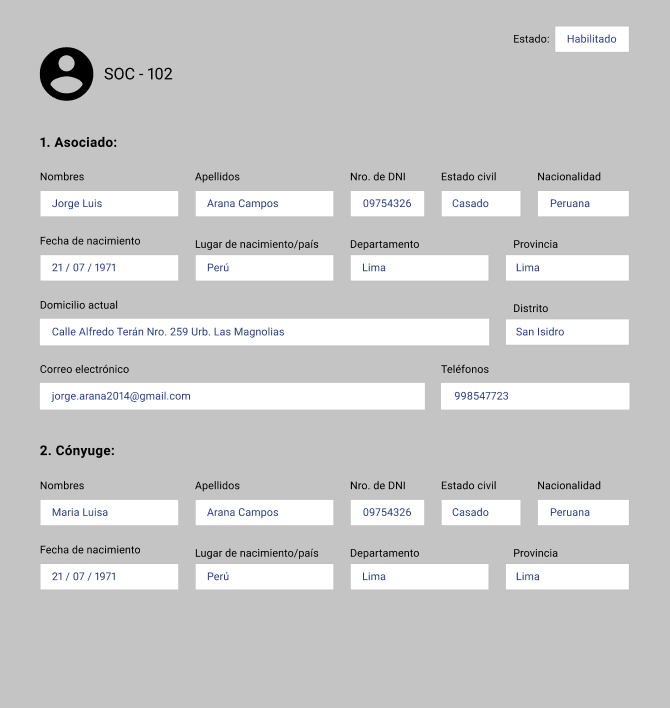 Estado: Habilitado
SOC - 102
1. Asociado:
Nombres Apellidos Nro. de DNI Estado civil Nacionalidad
Jorge Luis Arana Campos 09754326 Casado Peruana
Fecha de nacimiento Lugar de nacimiento/país Departamento Provincia
21 / 07 / 1971 Perú Lima Lima
Domicilio actual Distrito
Calle Alfredo Terán Nro. 259 Urb. Las Magnolias San Isidro
Correo electrónico Teléfonos
jorge.arana2014@gmail.com 998547723
2. Cónyuge:
Nombres Apellidos Nro. de DNI Estado civil Nacionalidad
Maria Luisa Arana Campos 09754326 Casado Peruana
Fecha de nacimiento Lugar de nacimiento/país Departamento Provincia
21 / 07 / 1971 Perú Lima Lima